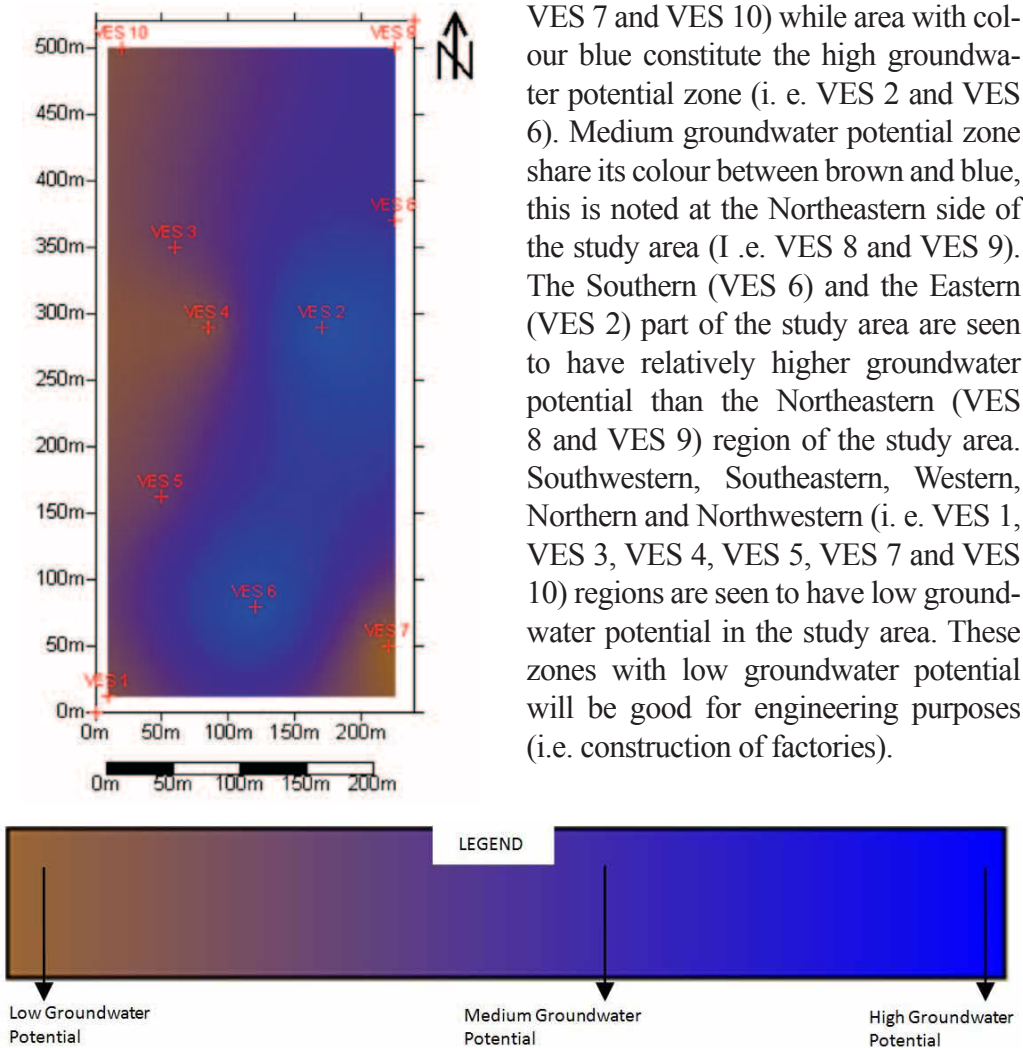 VES 10
VES 9
N
500m
450m
400m
VES 8
350m
VES 3
300m
VES 4
VES 2
250m
200m
VES 5
150m
100m
VES 6
VES 7
50m
VES 1
0m
0m 50m 100m 150m 200m
0m 50m 100m 150m 200m
VES 7 and VES 10) while area with col-
our blue constitute the high groundwa-
ter potential zone (i. e. VES 2 and VES
6). Medium groundwater potential zone
share its colour between brown and blue,
this is noted at the Northeastern side of
the study area (I .e. VES 8 and VES 9).
The Southern (VES 6) and the Eastern
(VES 2) part of the study area are seen
to have relatively higher groundwater
potential than the Northeastern (VES
8 and VES 9) region of the study area.
Southwestern, Southeastern, Western,
Northern and Northwestern (i. e. VES 1,
VES 3, VES 4, VES 5, VES 7 and VES
10) regions are seen to have low ground-
water potential in the study area. These
zones with low groundwater potential
will be good for engineering purposes
(i.e. construction of factories).
LEGEND
Low Groundwater
Potential
Medium Groundwater
Potential
High Groundwater
Potential